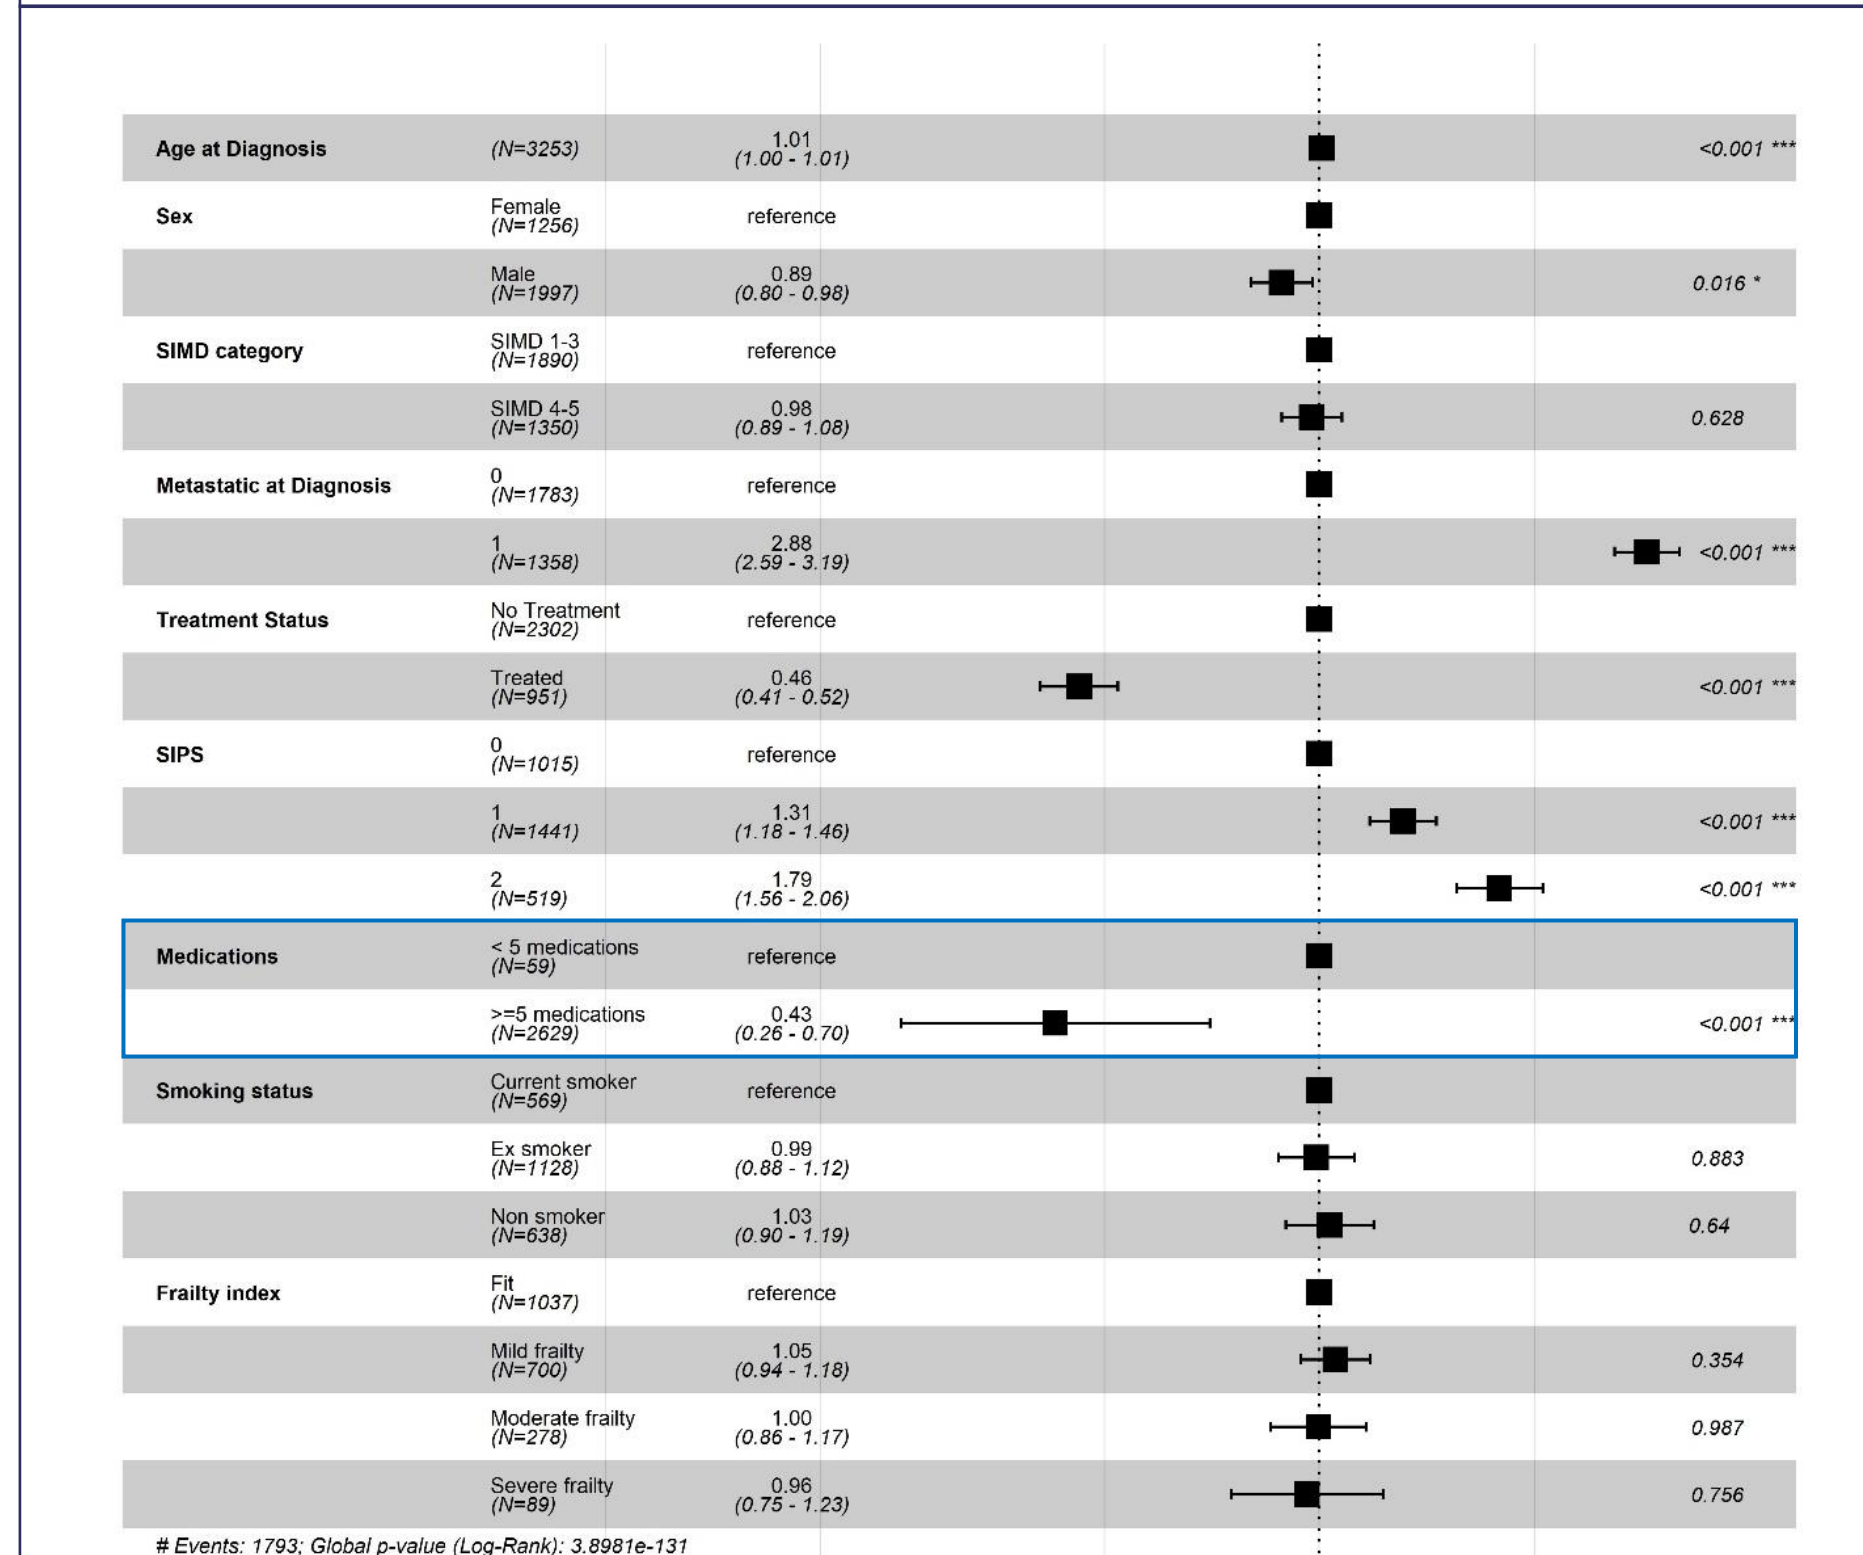 Age at Diagnosis (N=3253) 1.01 (1.00 - 1.01) <0.001 ***
Sex Female (N=1256) reference
Male (N=1997) 0.89 (0.80 - 0.98) 0.016 *
SIMD category SIMD 1-3 (N=1890) reference
SIMD 4-5 (N=1350) 0.98 (0.89 - 1.08) 0.628
Metastatic at Diagnosis 0 (N=1783) reference
1 (N=1358) 2.88 (2.59 - 3.19) <0.001 ***
Treatment Status No Treatment (N=2302) reference
Treated (N=951) 0.46 (0.41 - 0.52) <0.001 ***
SIPS 0 (N=1015) reference
1 (N=1441) 1.31 (1.18 - 1.46) <0.001 ***
2 (N=519) 1.79 (1.56 - 2.06) <0.001 ***
Medications < 5 medications (N=59) reference
>=5 medications (N=2629) 0.43 (0.26 - 0.70) <0.001 ***
Smoking status Current smoker (N=569) reference
Ex smoker (N=1128) 0.99 (0.88 - 1.12) 0.883
Non smoker (N=638) 1.03 (0.90 - 1.19) 0.64
Frailty index Fit (N=1037) reference
Mild frailty (N=700) 1.05 (0.94 - 1.18) 0.354
Moderate frailty (N=278) 1.00 (0.86 - 1.17) 0.987
Severe frailty (N=89) 0.96 (0.75 - 1.23) 0.756
# Events: 1793; Global p-value (Log-Rank): 3.8981e-131